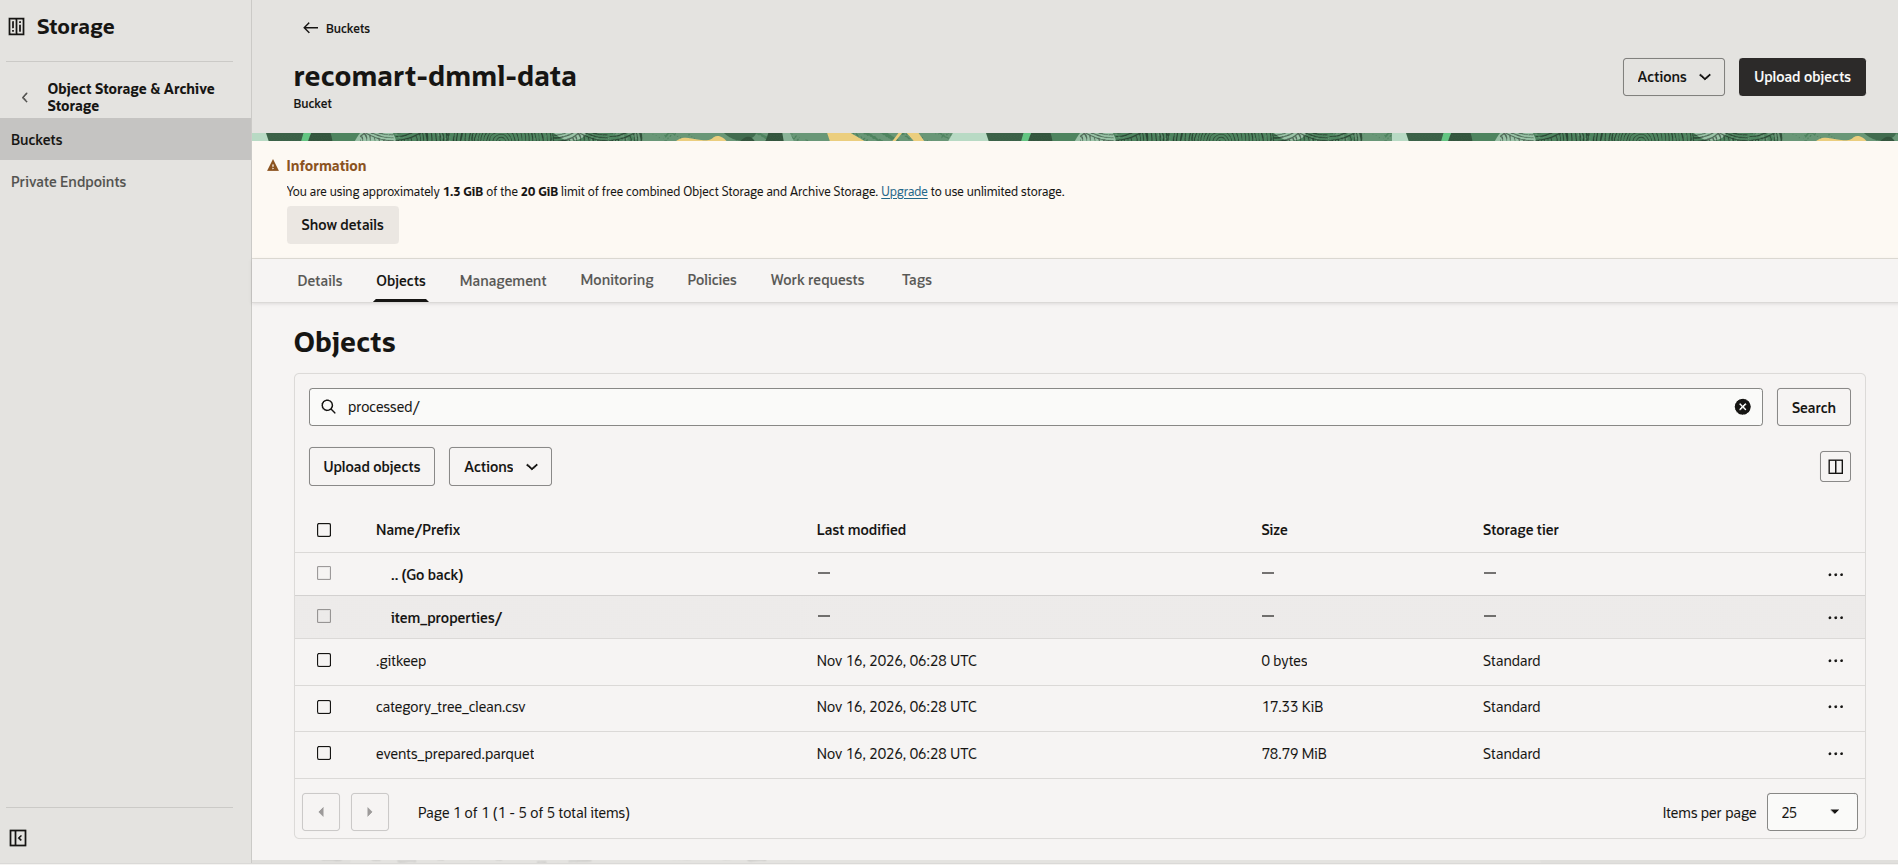 Storage
Object Storage & Archive
Storage
Buckets
Private Endpoints
Buckets
recomart-dmml-data
Bucket
Actions
Upload objects
Information
You are using approximately 1.3 GiB of the 20 GiB limit of free combined Object Storage and Archive Storage. Upgrade to use unlimited storage.
Show details
Details Objects Management Monitoring Policies Work requests Tags
Objects
processed/
Search
Upload objects Actions
Name/Prefix Last modified Size Storage tier
.. (Go back) — — —
item_properties/ — — —
.gitkeep Nov 16, 2026, 06:28 UTC 0 bytes Standard
category_tree_clean.csv Nov 16, 2026, 06:28 UTC 17.33 KiB Standard
events_prepared.parquet Nov 16, 2026, 06:28 UTC 78.79 MiB Standard
Page 1 of 1 (1 - 5 of 5 total items) Items per page 25